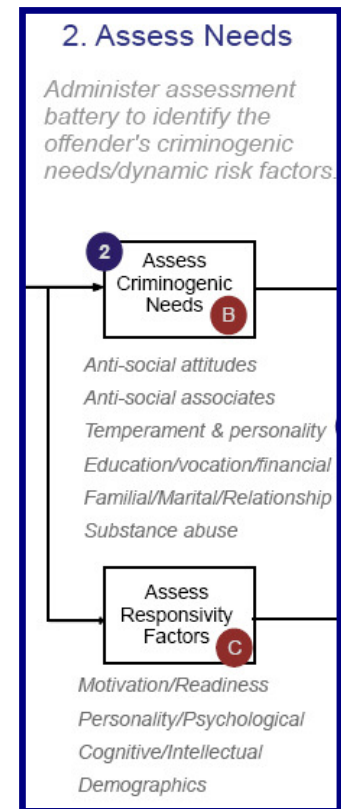 2. Assess Needs
Administer assessment
battery to identify the
offender's criminogenic
needs/dynamic risk factors.
2
Assess
Criminogenic
Needs
B
Anti-social attitudes
Anti-social associates
Temperament & personality
Education/vocation/financial
Familial/Marital/Relationship
Substance abuse
Assess
Responsivity
Factors
C
Motivation/Readiness
Personality/Psychological
Cognitive/Intellectual
Demographics